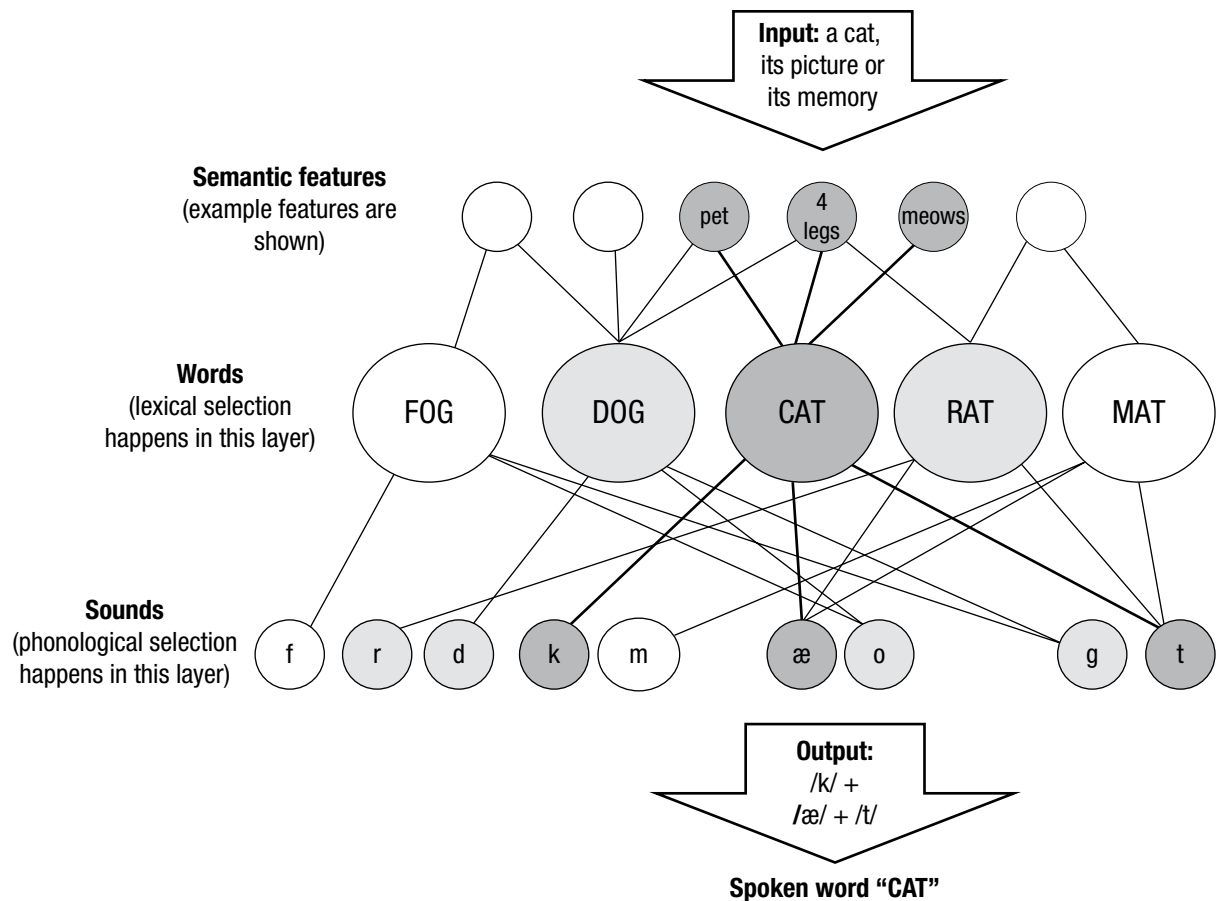 Input: a cat,
its picture or
its memory
Semantic features
(example features are
shown)
pet
4
legs
meows
Words
(lexical selection
happens in this layer)
FOG
DOG
CAT
RAT
MAT
Sounds
(phonological selection
happens in this layer)
f
r
d
k
m
æ
o
g
t
Output:
/k/ +
/æ/ + /t/
Spoken word “CAT”